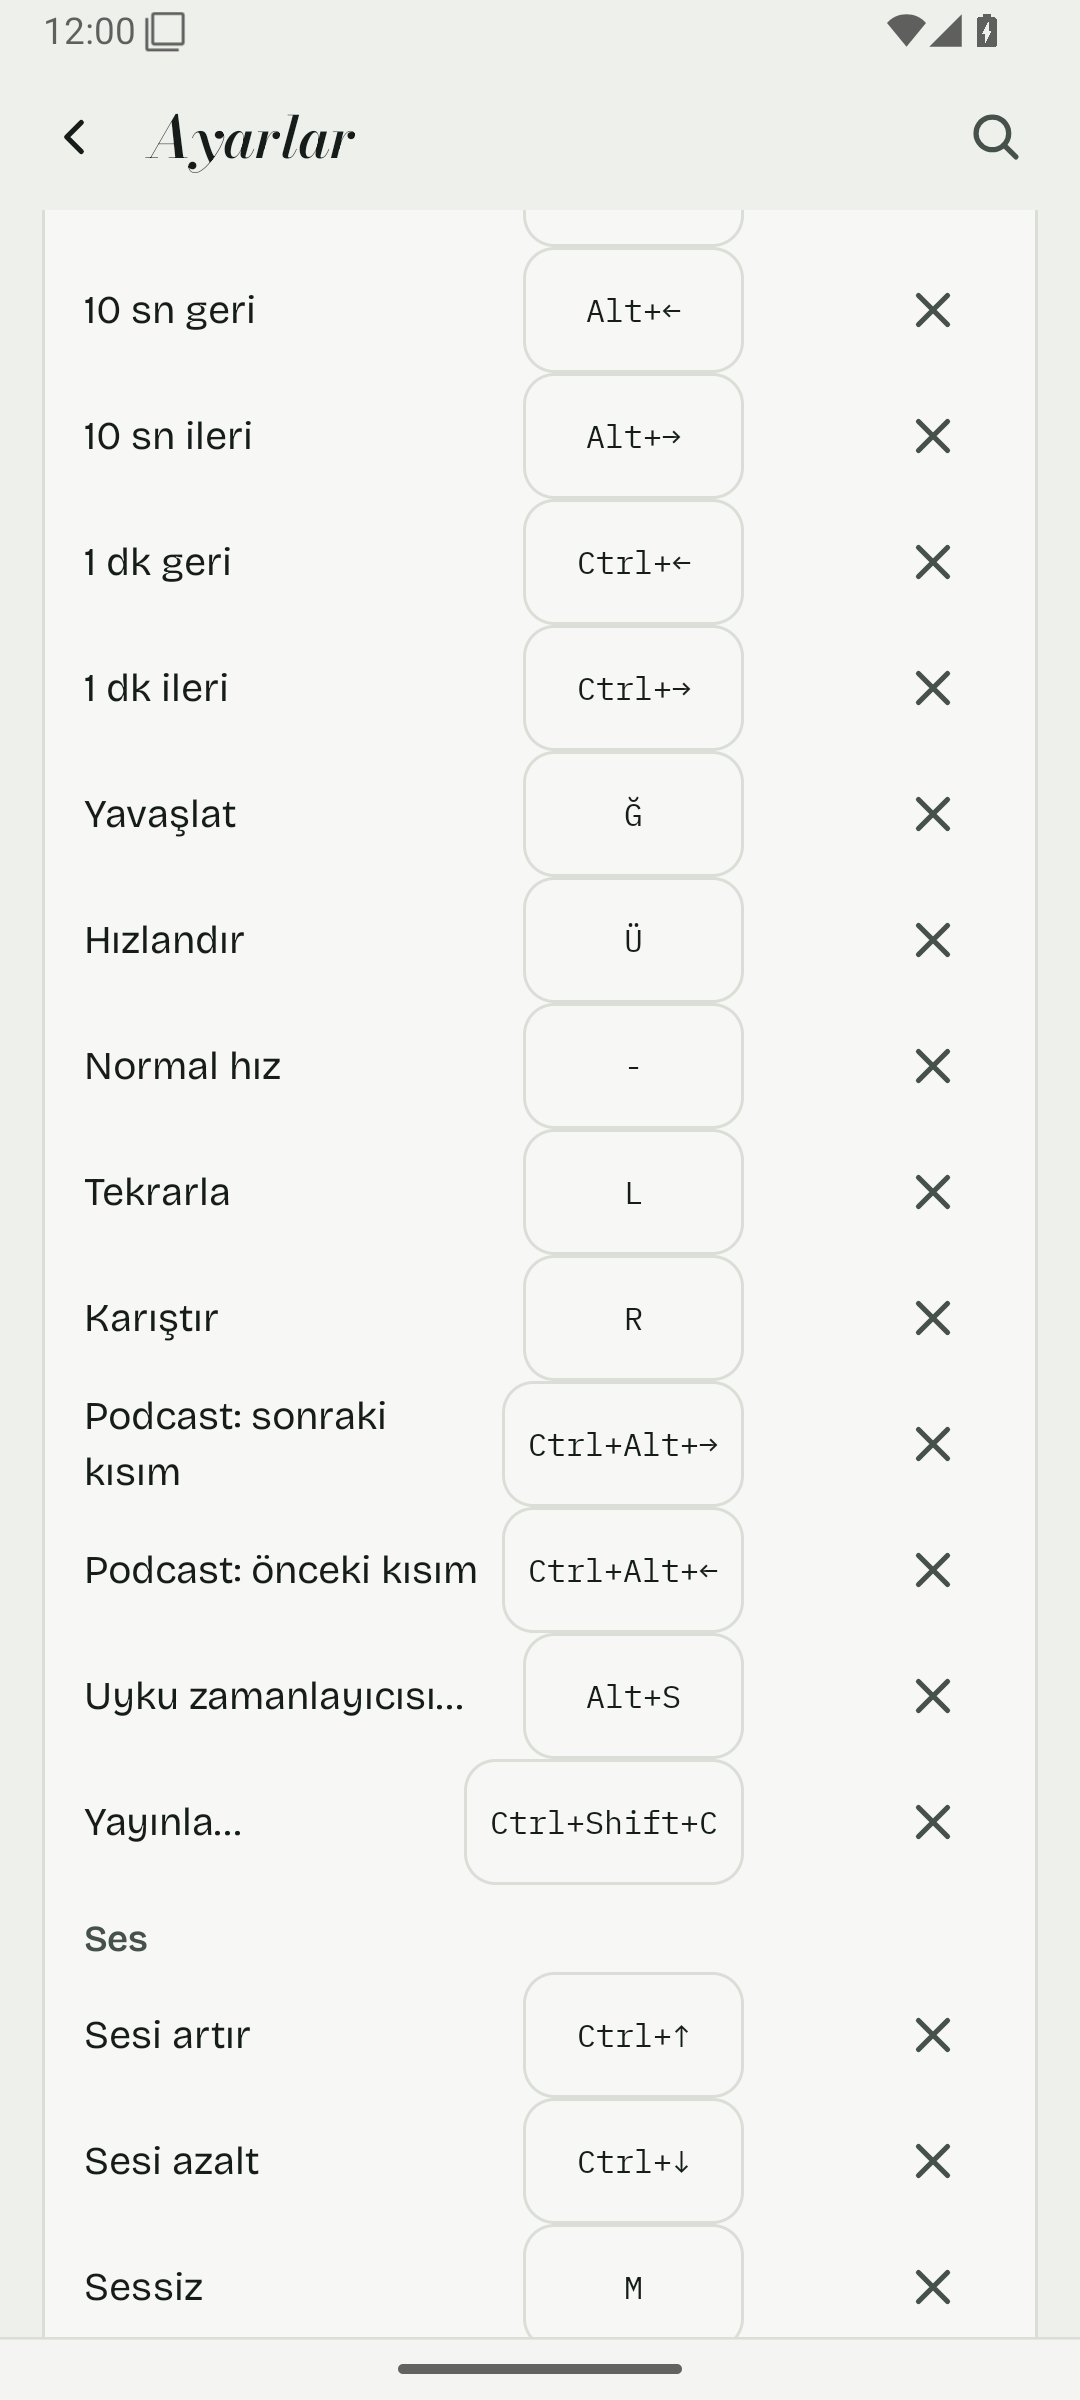 12:00
Ayarlar
10 sn geri
Alt+←
10 sn ileri
Alt+→
1 dk geri
Ctrl+←
1 dk ileri
Ctrl+→
Yavaşlat
Ğ
Hızlandır
Ü
Normal hız
-
Tekrarla
L
Karıştır
R
Podcast: sonraki
kısım
Ctrl+Alt+→
Podcast: önceki kısım
Ctrl+Alt+←
Uyku zamanlayıcısı...
Alt+S
Yayınla...
Ctrl+Shift+C
Ses
Sesi artır
Ctrl+↑
Sesi azalt
Ctrl+↓
Sessiz
M